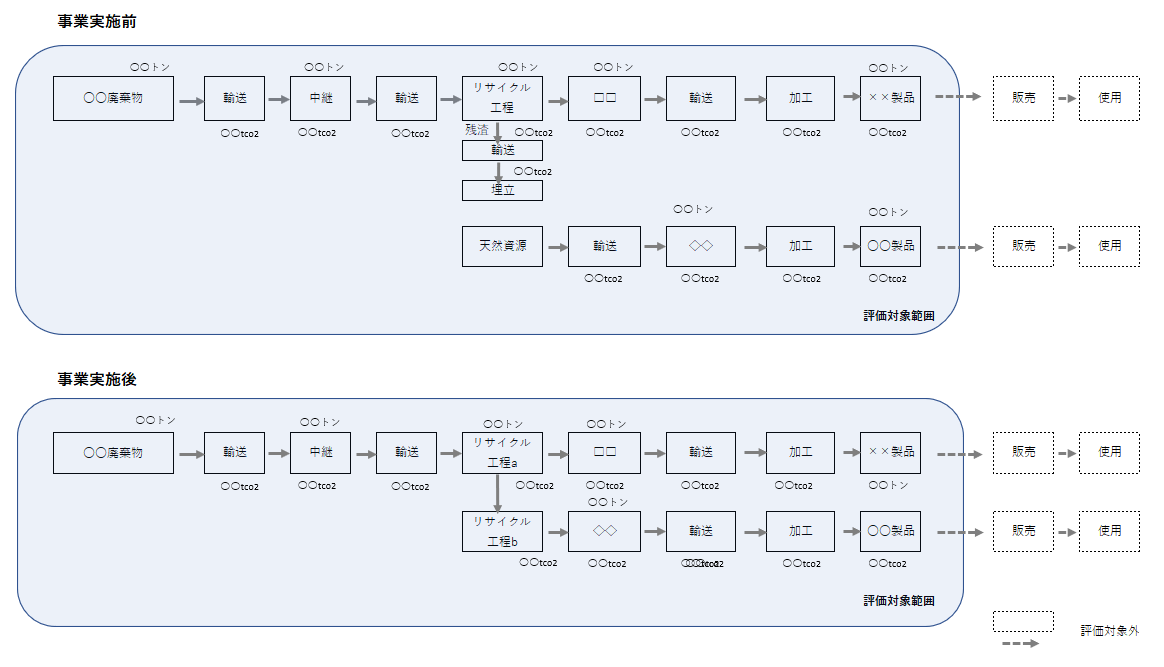 事業実施前
〇〇トン 〇〇トン 〇〇トン 〇〇トン 〇〇トン
〇〇廃棄物 輸送 中継 輸送 リサイクル工程 □□ 輸送 加工 ××製品 販売 使用
〇〇tco2 〇〇tco2 〇〇tco2 〇〇tco2 〇〇tco2 〇〇tco2 〇〇tco2 〇〇tco2
残渣
輸送
〇〇tco2
埋立
〇〇トン 〇〇トン
天然資源 輸送 ◇◇ 加工 〇〇製品 販売 使用
〇〇tco2 〇〇tco2 〇〇tco2 〇〇tco2
評価対象範囲
事業実施後
〇〇トン 〇〇トン 〇〇トン 〇〇トン
〇〇廃棄物 輸送 中継 輸送 リサイクル工程a □□ 輸送 加工 ××製品 販売 使用
〇〇tco2 〇〇tco2 〇〇tco2 〇〇tco2 〇〇tco2 〇〇tco2 〇〇tco2 〇〇トン
〇〇トン
リサイクル工程b ◇◇ 輸送 加工 〇〇製品 販売 使用
〇〇tco2 〇〇tco2 〇〇tco2 〇〇tco2
評価対象範囲
評価対象外